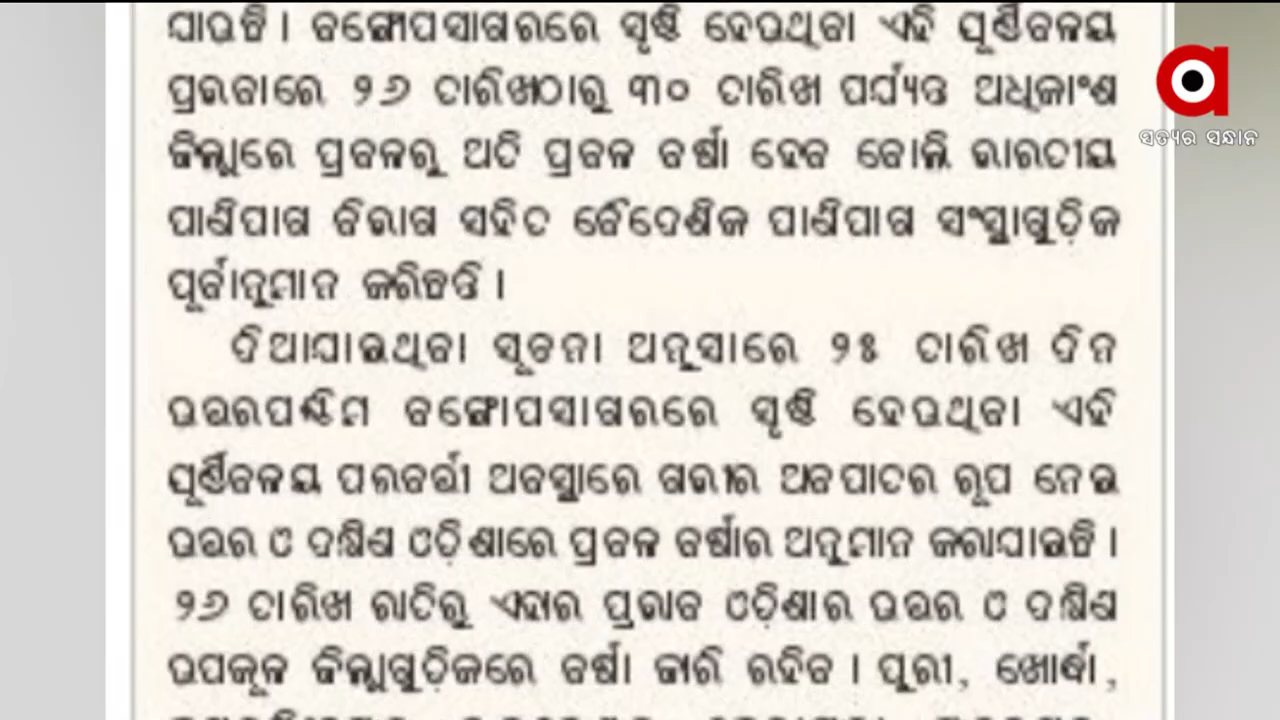 ଯାଉଛି । ବଙ୍ଗୋପସାଗରରେ ସୃଷ୍ଟି ହେଉଥିବା ଏହି ଘୂର୍ଣ୍ଣିବଳୟ
ପ୍ରଭାବରେ ୨୬ ତାରିଖଠାରୁ ୩୦ ତାରିଖ ପର୍ଯ୍ୟନ୍ତ ଅଧିକାଂଶ
ଜିଲ୍ଲାରେ ପ୍ରବଳରୁ ଅତି ପ୍ରବଳ ବର୍ଷା ହେବ ବୋଲି ଭାରତୀୟ
ପାଣିପାଗ ବିଭାଗ ସହିତ ବୈଦେଶିକ ପାଣିପାଗ ସଂସ୍ଥାଗୁଡ଼ିକ
ପୂର୍ବାନୁମାନ କରିଛନ୍ତି ।
ଦିଆଯାଇଥିବା ସୂଚନା ଅନୁସାରେ ୨୫ ତାରିଖ ଦିନ
ଉତ୍ତରପଶ୍ଚିମ ବଙ୍ଗୋପସାଗରରେ ସୃଷ୍ଟି ହେଉଥିବା ଏହି
ଘୂର୍ଣ୍ଣିବଳୟ ପରବର୍ତ୍ତୀ ଅବସ୍ଥାରେ ଗଭୀର ଅବପାତର ରୂପ ନେଇ
ଉତ୍ତର ଓ ଦକ୍ଷିଣ ଓଡ଼ିଶାରେ ପ୍ରବଳ ବର୍ଷାର ଅନୁମାନ କରାଯାଇଛି ।
୨୬ ତାରିଖ ରାତିରୁ ଏହାର ପ୍ରଭାବ ଓଡ଼ିଶାର ଉତ୍ତର ଓ ଦକ୍ଷିଣ
ଉପକୂଳ ଜିଲ୍ଲାଗୁଡ଼ିକରେ ବର୍ଷା ଜାରି ରହିବ । ପୁରୀ, ଖୋର୍ଦ୍ଧା,
ସତ୍ୟର ସନ୍ଧାନ